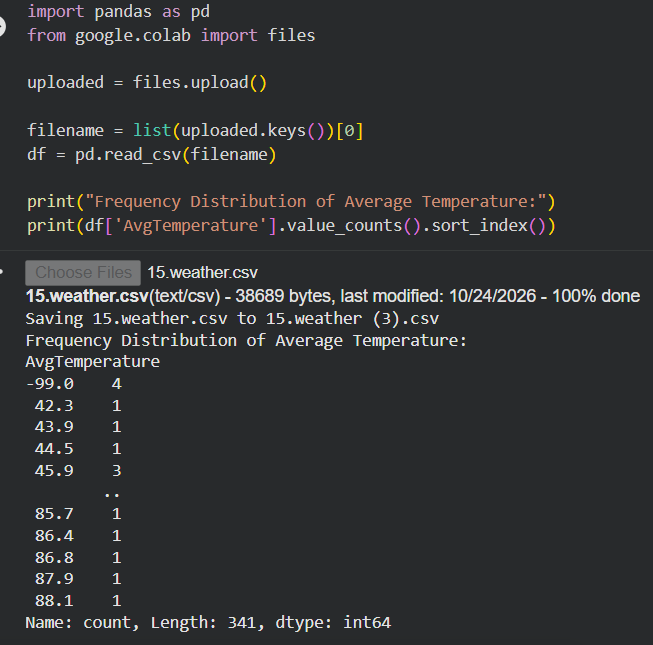 import pandas as pd
from google.colab import files
uploaded = files.upload()
filename = list(uploaded.keys())[0]
df = pd.read_csv(filename)
print("Frequency Distribution of Average Temperature:")
print(df['AvgTemperature'].value_counts().sort_index())
Choose Files 15.weather.csv
15.weather.csv(text/csv) - 38689 bytes, last modified: 10/24/2026 - 100% done
Saving 15.weather.csv to 15.weather (3).csv
Frequency Distribution of Average Temperature:
AvgTemperature
-99.0 4
42.3 1
43.9 1
44.5 1
45.9 3
..
85.7 1
86.4 1
86.8 1
87.9 1
88.1 1
Name: count, Length: 341, dtype: int64